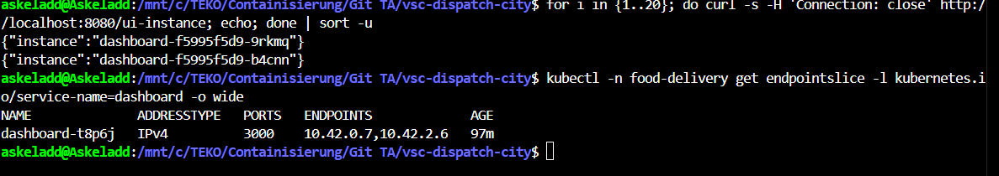 askeladd@Askeladd:/mnt/c/TEKO/Containisierung/Git TA/vsc-dispatch-city$ for i in {1..20}; do curl -s -H 'Connection: close' http:/
/localhost:8080/ui-instance; echo; done | sort -u
{"instance":"dashboard-f5995f5d9-9rkmq"}
{"instance":"dashboard-f5995f5d9-b4cnn"}
askeladd@Askeladd:/mnt/c/TEKO/Containisierung/Git TA/vsc-dispatch-city$ kubectl -n food-delivery get endpointslice -l kubernetes.i
o/service-name=dashboard -o wide
NAME ADDRESSTYPE PORTS ENDPOINTS AGE
dashboard-t8p6j IPv4 3000 10.42.0.7,10.42.2.6 97m
askeladd@Askeladd:/mnt/c/TEKO/Containisierung/Git TA/vsc-dispatch-city$